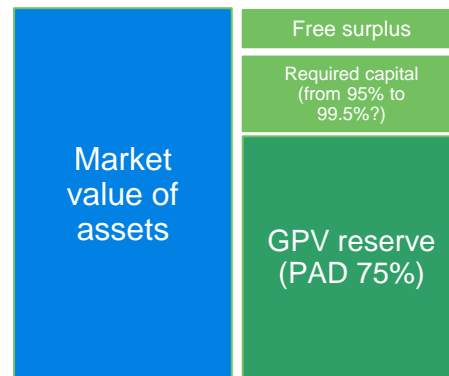 Market
value of
assets
Free surplus
Required capital
(from 95% to
99.5%?)
GPV reserve
(PAD 75%)